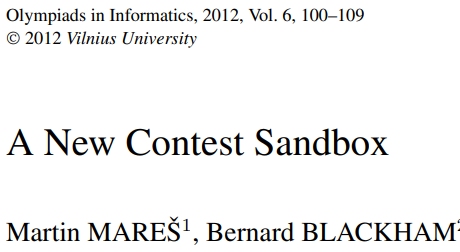 Olympiads in Informatics, 2012, Vol. 6, 100–109
© 2012 Vilnius University
A New Contest Sandbox
Martin MAREŠ¹, Bernard BLACKHAM